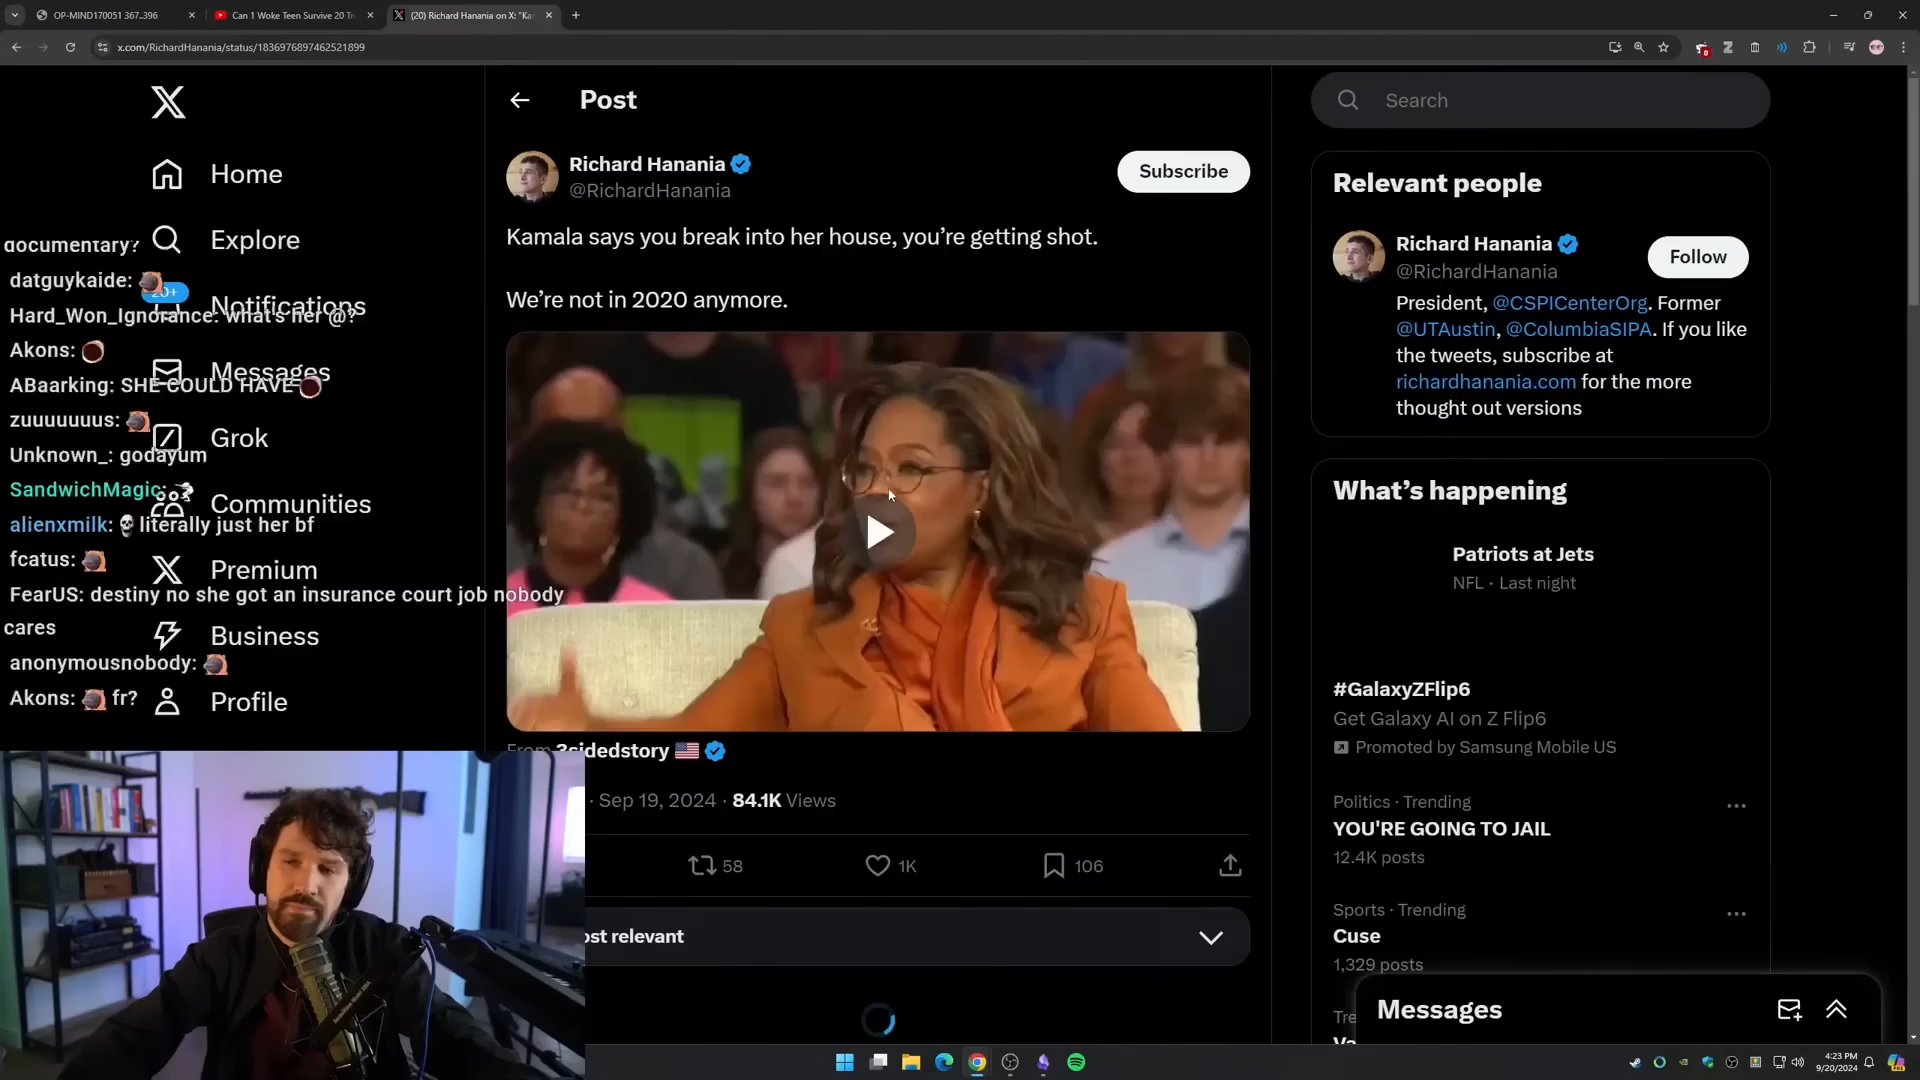 OP-MIND170051 367..396
Can 1 Woke Teen Survive 20 Tr
(20) Richard Hanania on X: "Ka
x.com/RichardHanania/status/1836976897462521899
Home
Explore
20+
Notifications
Messages
Grok
Communities
Premium
Business
Profile
documentary?
datguykaide:
Hard_Won_Ignorance: what's her @?
Akons:
ABaarking: SHE COULD HAVE
zuuuuuuus:
Unknown_: godayum
SandwichMagic:
alienxmilk: literally just her bf
fcatus:
FearUS: destiny no she got an insurance court job nobody
cares
anonymousnobody:
Akons: fr?
Post
Richard Hanania
@RichardHanania
Subscribe
Kamala says you break into her house, you're getting shot.
We're not in 2020 anymore.
From 3sidedstory
· Sep 19, 2024 · 84.1K Views
58
1K
106
ost relevant
Search
Relevant people
Richard Hanania
@RichardHanania
Follow
President, @CSPICenterOrg. Former
@UTAustin, @ColumbiaSIPA. If you like
the tweets, subscribe at
richardhanania.com for the more
thought out versions
What's happening
Patriots at Jets
NFL · Last night
#GalaxyZFlip6
Get Galaxy AI on Z Flip6
Promoted by Samsung Mobile US
Politics · Trending
YOU'RE GOING TO JAIL
12.4K posts
Sports · Trending
Cuse
1,329 posts
Messages
4:23 PM
9/20/2024